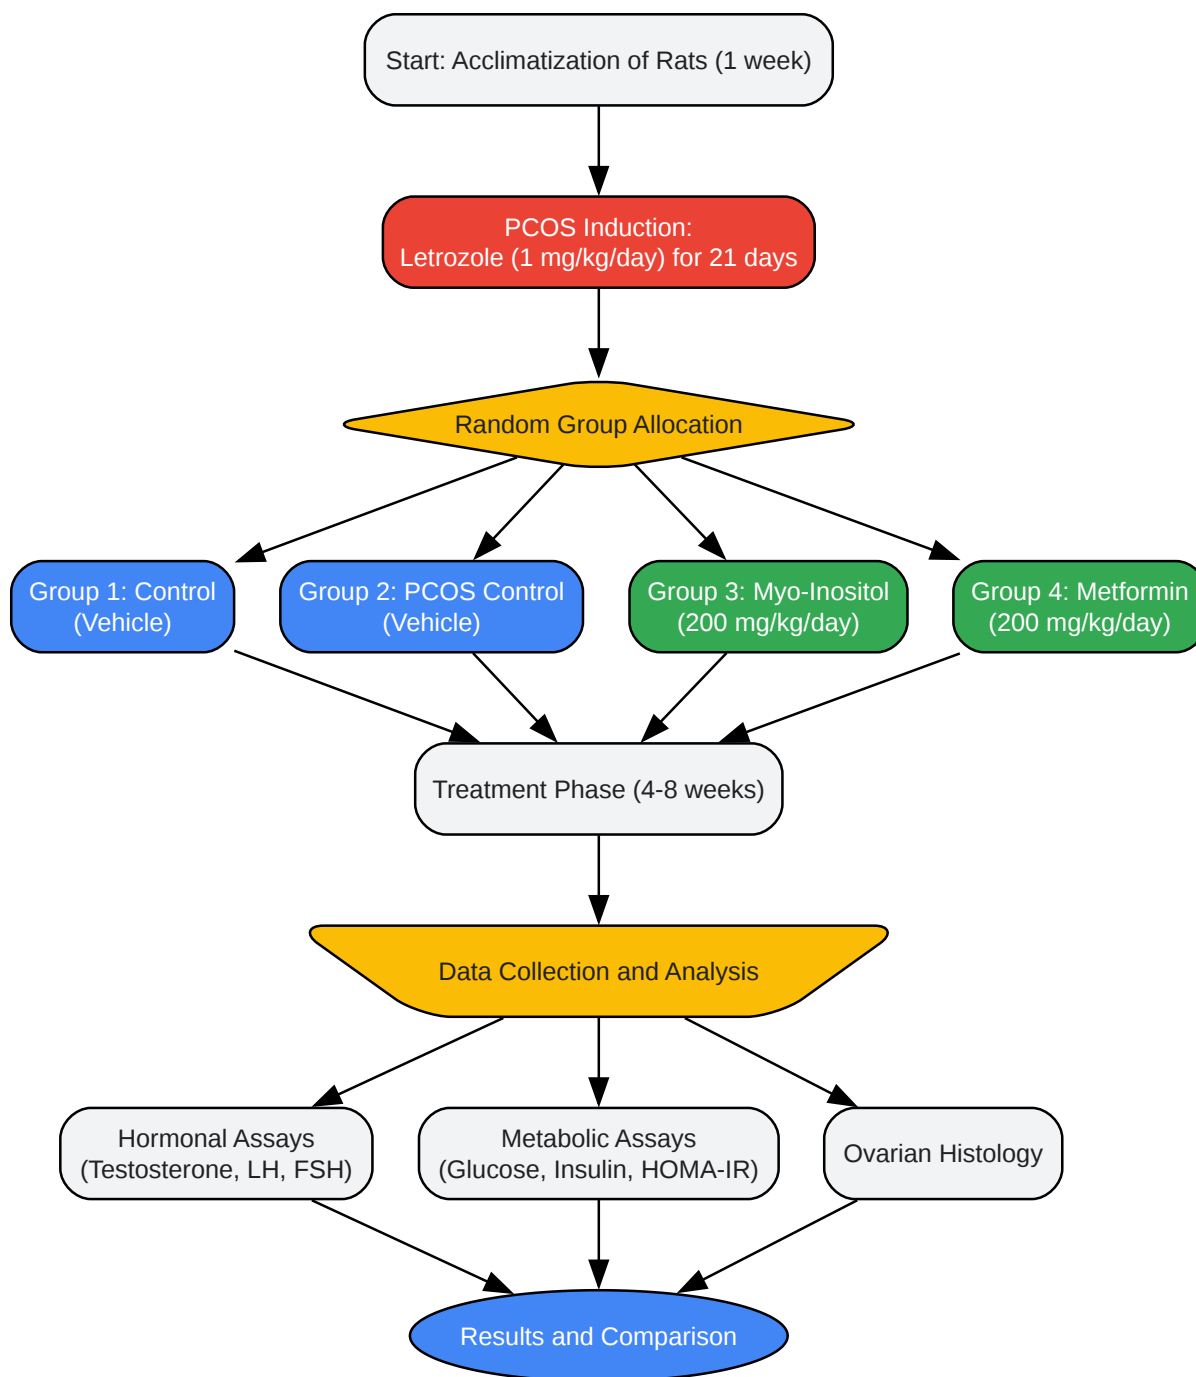 Start: Acclimatization of Rats (1 week)
PCOS Induction:
Letrozole (1 mg/kg/day) for 21 days
Random Group Allocation
Group 1: Control
(Vehicle)
Group 2: PCOS Control
(Vehicle)
Group 3: Myo-Inositol
(200 mg/kg/day)
Group 4: Metformin
(200 mg/kg/day)
Treatment Phase (4-8 weeks)
Data Collection and Analysis
Hormonal Assays
(Testosterone, LH, FSH)
Metabolic Assays
(Glucose, Insulin, HOMA-IR)
Ovarian Histology
Results and Comparison